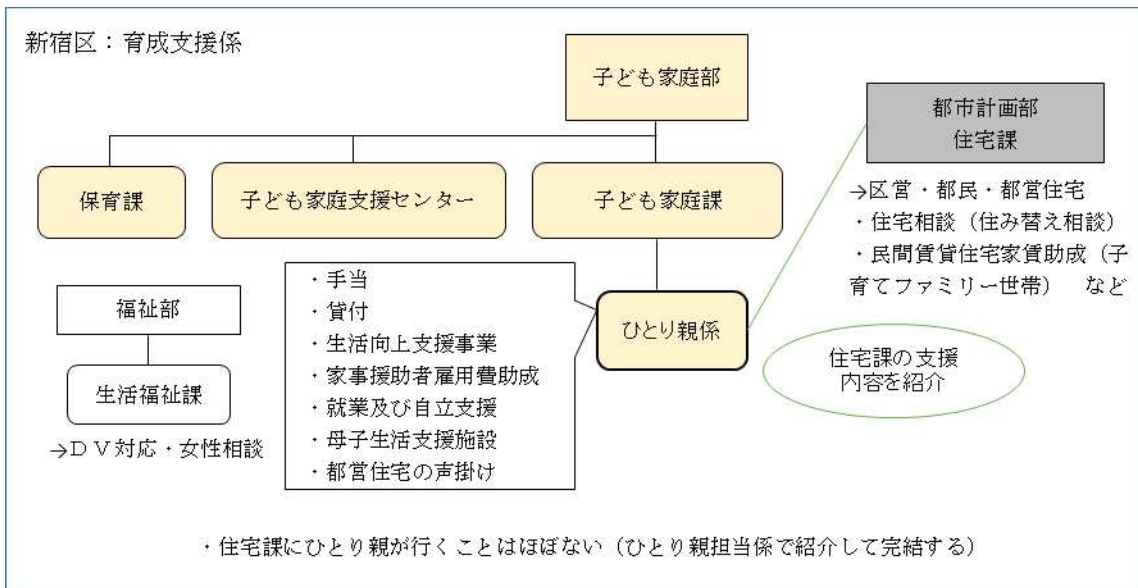 新宿区：育成支援係
子ども家庭部
都市計画部
住宅課
保育課
子ども家庭支援センター
子ども家庭課
→区営・都民・都営住宅
・住宅相談（住み替え相談）
・民間賃貸住宅家賃助成（子
育てファミリー世帯）　など
福祉部
生活福祉課
→ＤＶ対応・女性相談
・手当
・貸付
・生活向上支援事業
・家事援助者雇用費助成
・就業及び自立支援
・母子生活支援施設
・都営住宅の声掛け
ひとり親係
住宅課の支援
内容を紹介
・住宅課にひとり親が行くことはほぼない（ひとり親担当係で紹介して完結する）